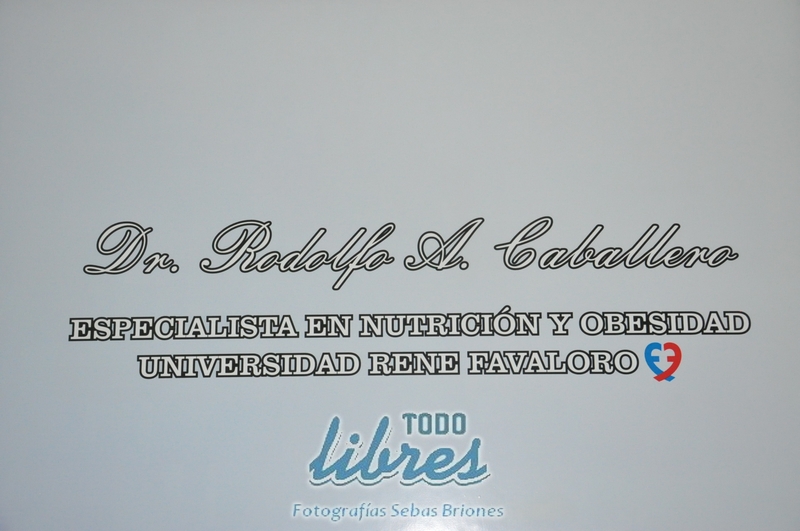 Dr. Rodolfo A. Caballero
ESPECIALISTA EN NUTRICIÓN Y OBESIDAD
UNIVERSIDAD RENE FAVALORO
TODO
libres
Fotografías Sebas Briones